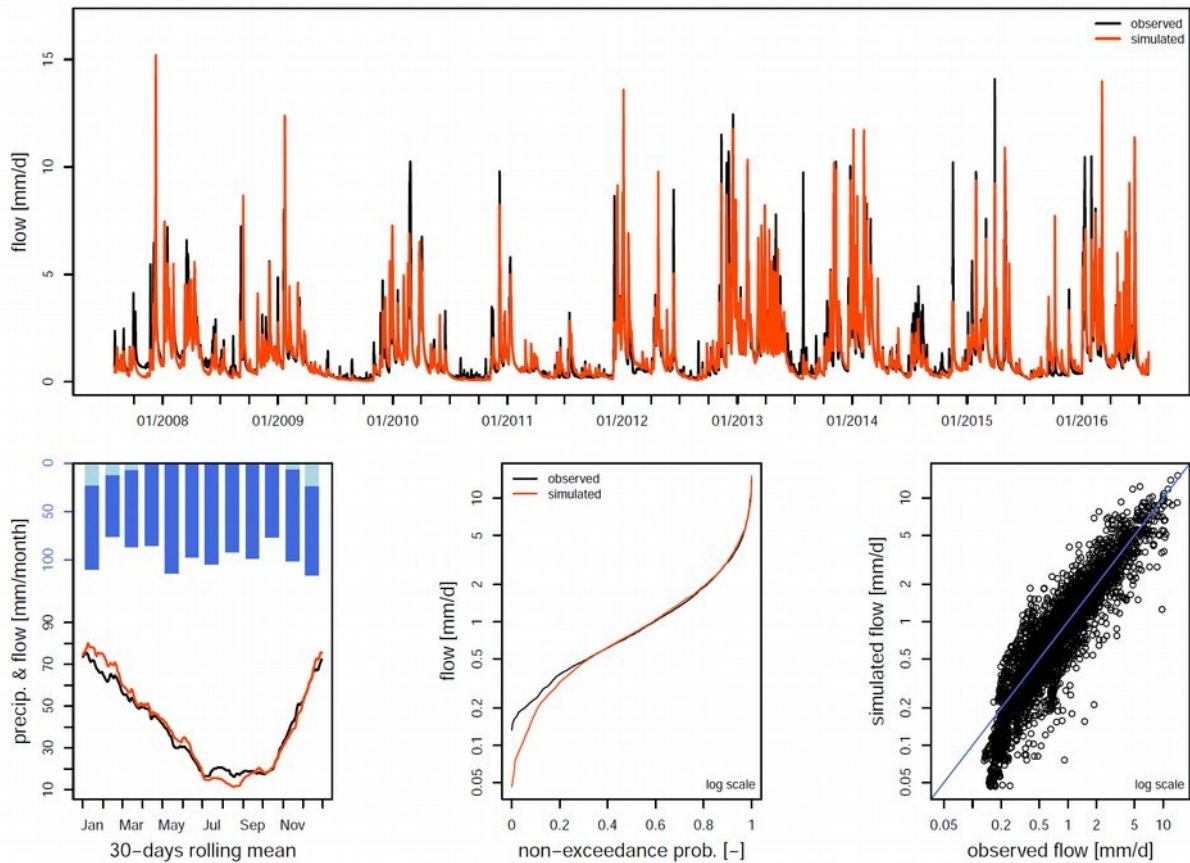 observed
simulated
flow [mm/d]
15
10
5
0
01/2008
01/2009
01/2010
01/2011
01/2012
01/2013
01/2014
01/2015
01/2016
precip. & flow [mm/month]
0
50
100
90
70
50
30
10
Jan
Mar
May
Jul
Sep
Nov
30-days rolling mean
observed
simulated
flow [mm/d]
10
5
2
1
0.5
0.2
0.1
0.05
log scale
0
0.2
0.4
0.6
0.8
1
non-exceedance prob. [-]
simulated flow [mm/d]
10
5
2
1
0.5
0.2
0.1
0.05
log scale
0.05
0.2
0.5
1
2
5
10
observed flow [mm/d]